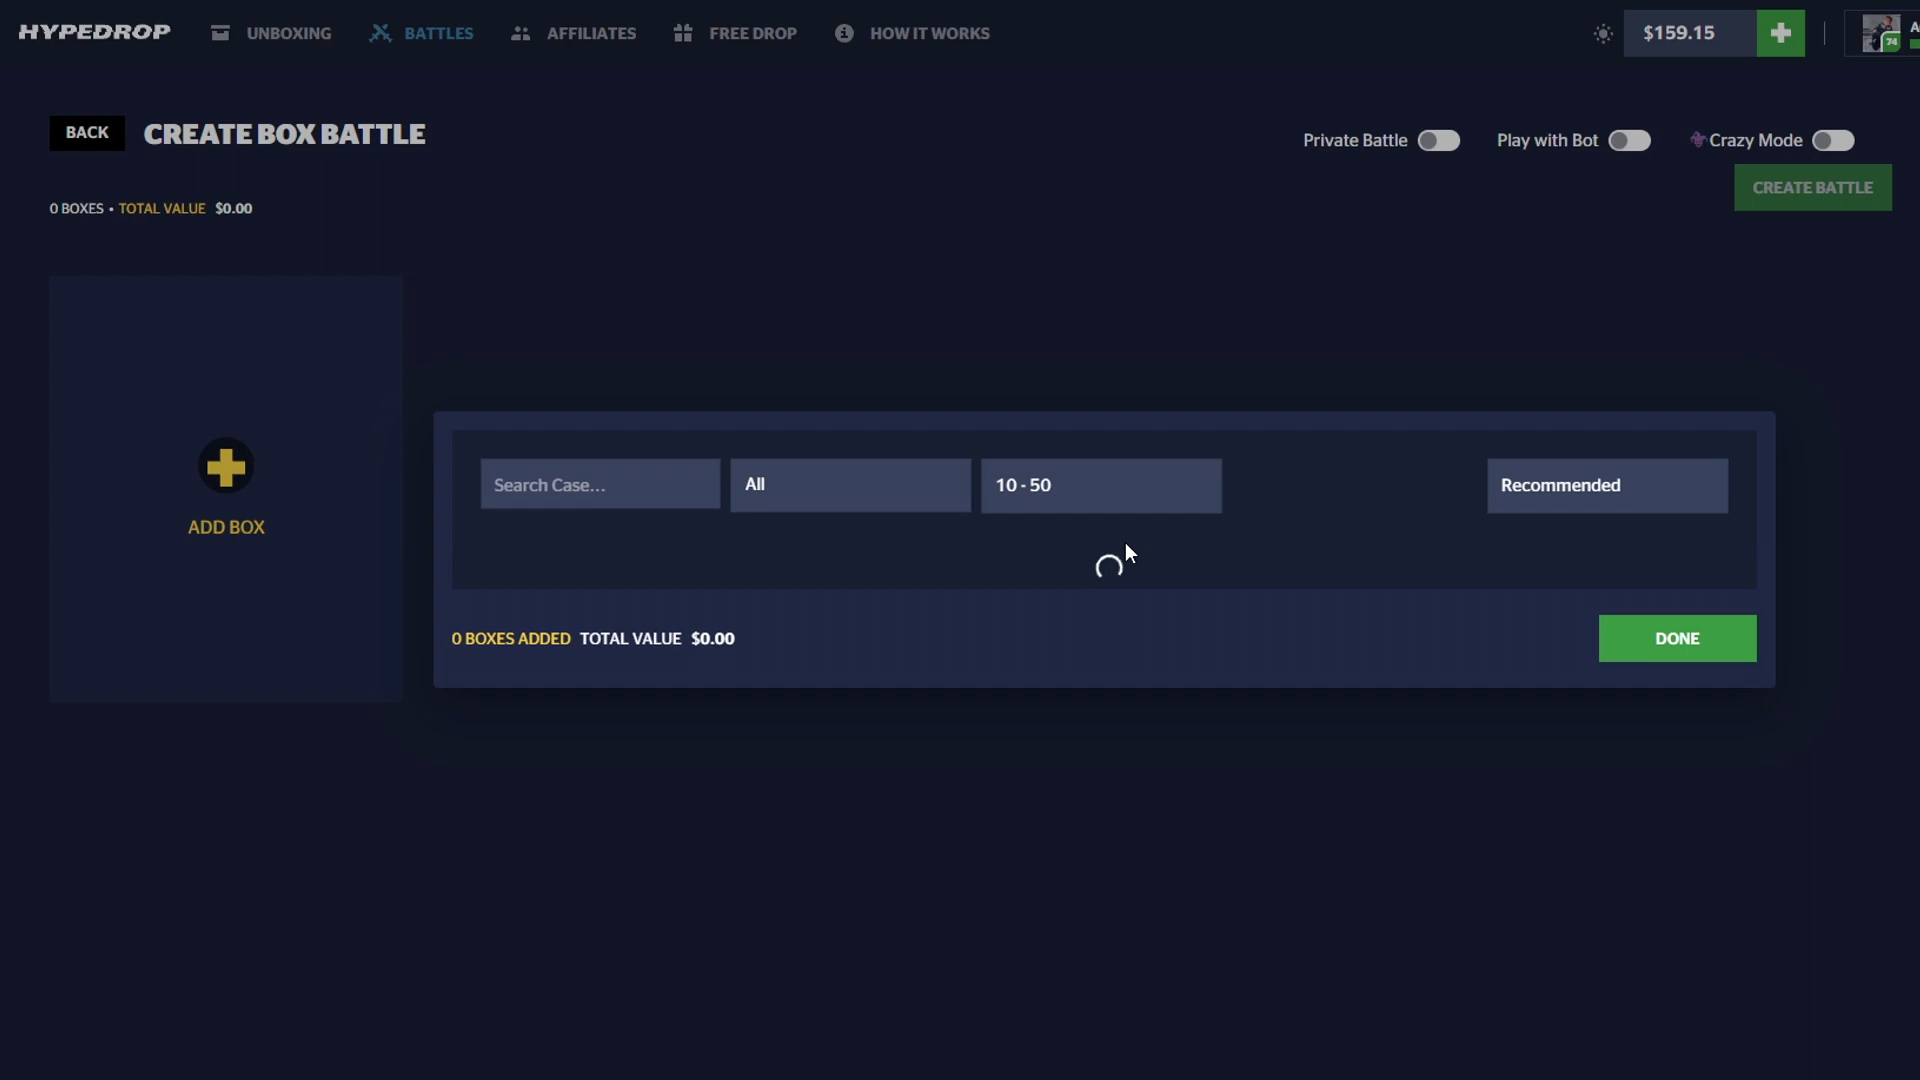 HYPEDROP
UNBOXING
BATTLES
AFFILIATES
FREE DROP
HOW IT WORKS
$159.15
74
BACK
CREATE BOX BATTLE
Private Battle
Play with Bot
Crazy Mode
CREATE BATTLE
0 BOXES • TOTAL VALUE $0.00
ADD BOX
Search Case...
All
10 - 50
Recommended
0 BOXES ADDED TOTAL VALUE $0.00
DONE